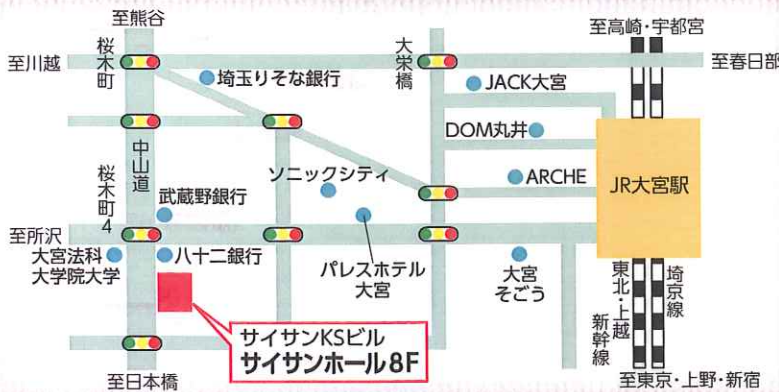 至熊谷
至高崎・宇都宮
桜木町
大栄橋
至川越
至春日部
埼玉りそな銀行
JACK大宮
DOM丸井
中山道
ソニックシティ
ARCHE
JR大宮駅
桜木町4
武蔵野銀行
至所沢
大宮法科
大学院大学
八十二銀行
パレスホテル
大宮
大宮
そごう
東北・上越
新幹線
埼京線
サイサンKSビル
サイサンホール8F
至日本橋
至東京・上野・新宿